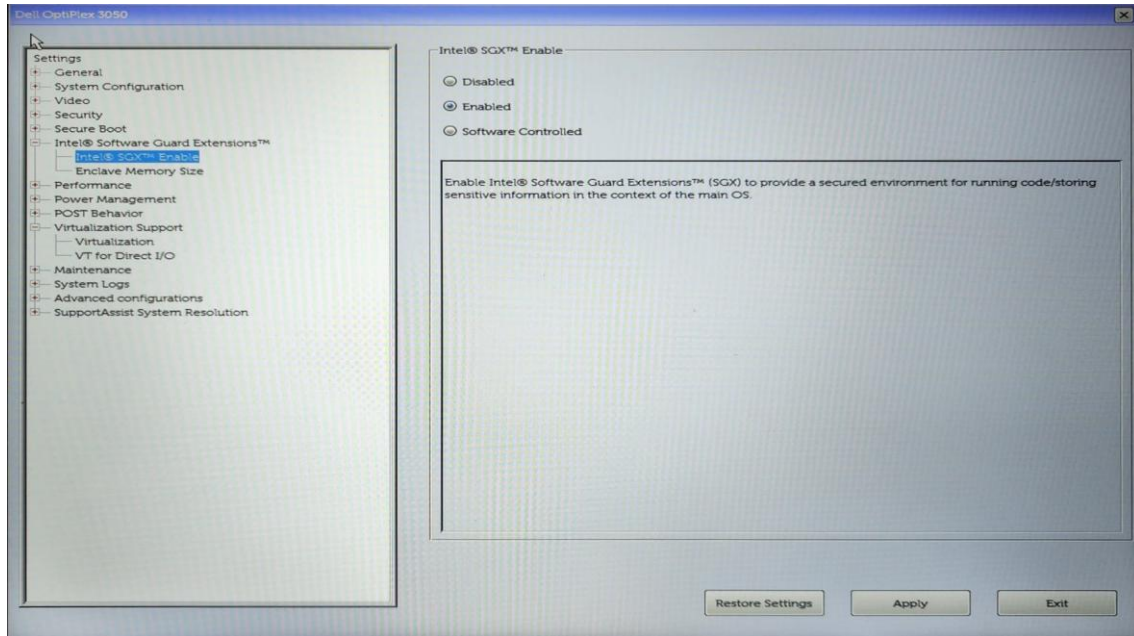 Dell OptiPlex 3050
Settings
General
System Configuration
Video
Security
Secure Boot
Intel® Software Guard Extensions™
Intel® SGX™ Enable
Enclave Memory Size
Performance
Power Management
POST Behavior
Virtualization Support
Virtualization
VT for Direct I/O
Maintenance
System Logs
Advanced configurations
SupportAssist System Resolution
Intel® SGX™ Enable
Disabled
Enabled
Software Controlled
Enable Intel® Software Guard Extensions™ (SGX) to provide a secured environment for running code/storing
sensitive information in the context of the main OS.
Restore Settings
Apply
Exit